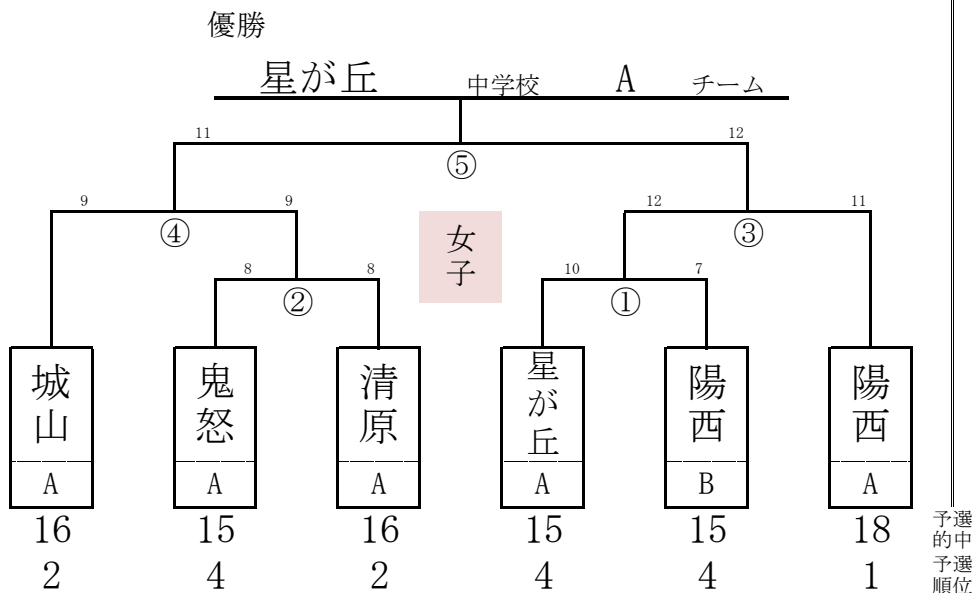 優勝
星が丘 中学校 A チーム
11 12
⑤
9 9 12 11
④ ③
女子
8 8 10 7
② ①
城山 鬼怒 清原 星が丘 陽西 陽西
A A A A B A
16 15 16 15 15 18
予選的中
2 4 2 4 4 1
予選順位